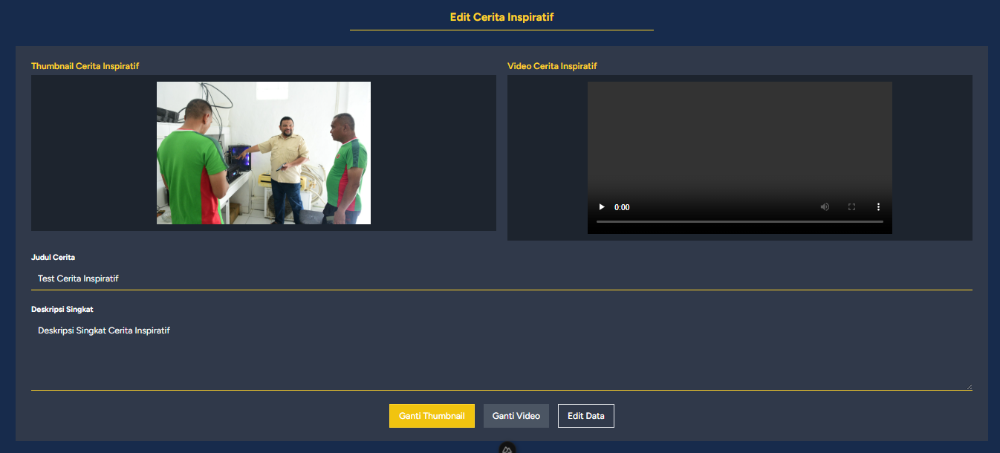 Edit Cerita Inspiratif
Thumbnail Cerita Inspiratif
Video Cerita Inspiratif
0:00
Judul Cerita
Test Cerita Inspiratif
Deskripsi Singkat
Deskripsi Singkat Cerita Inspiratif
Ganti Thumbnail
Ganti Video
Edit Data